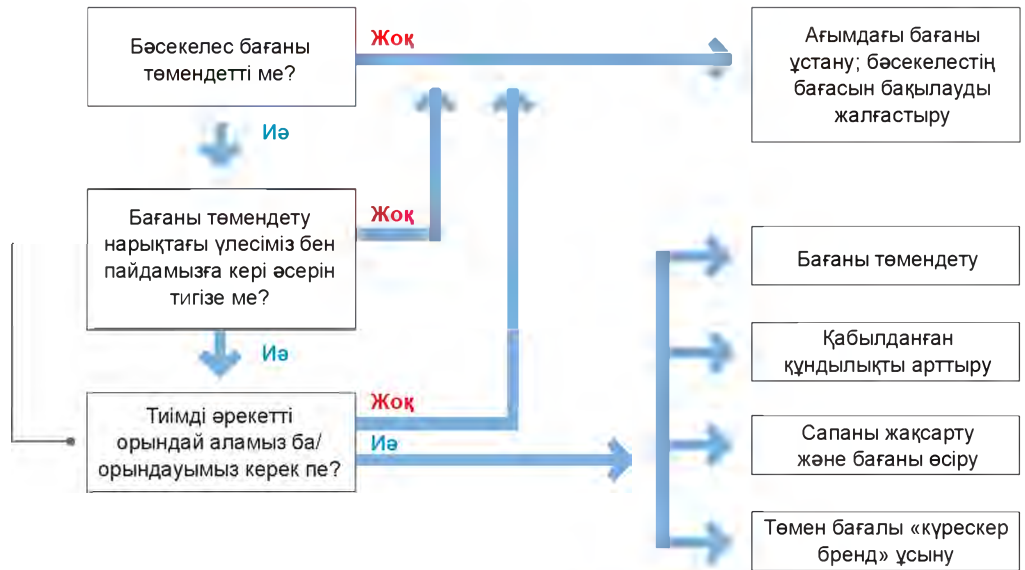 Бәсекелес бағаны
төмендетті ме?
Жоқ
Ағымдағы бағаны
ұстану; бәсекелестің
бағасын бақылауды
жалғастыру
Иә
Бағаны төмендету
нарықтағы үлесіміз бен
пайдамызға кері әсерін
тигізе ме?
Жоқ
Иә
Тиімді әрекетті
орындай аламыз ба/
орындауымыз керек пе?
Жоқ
Иә
Бағаны төмендету
Қабылданған
құндылықты арттыру
Сапаны жақсарту
және бағаны өсіру
Төмен бағалы «күрескер
бренд» ұсыну